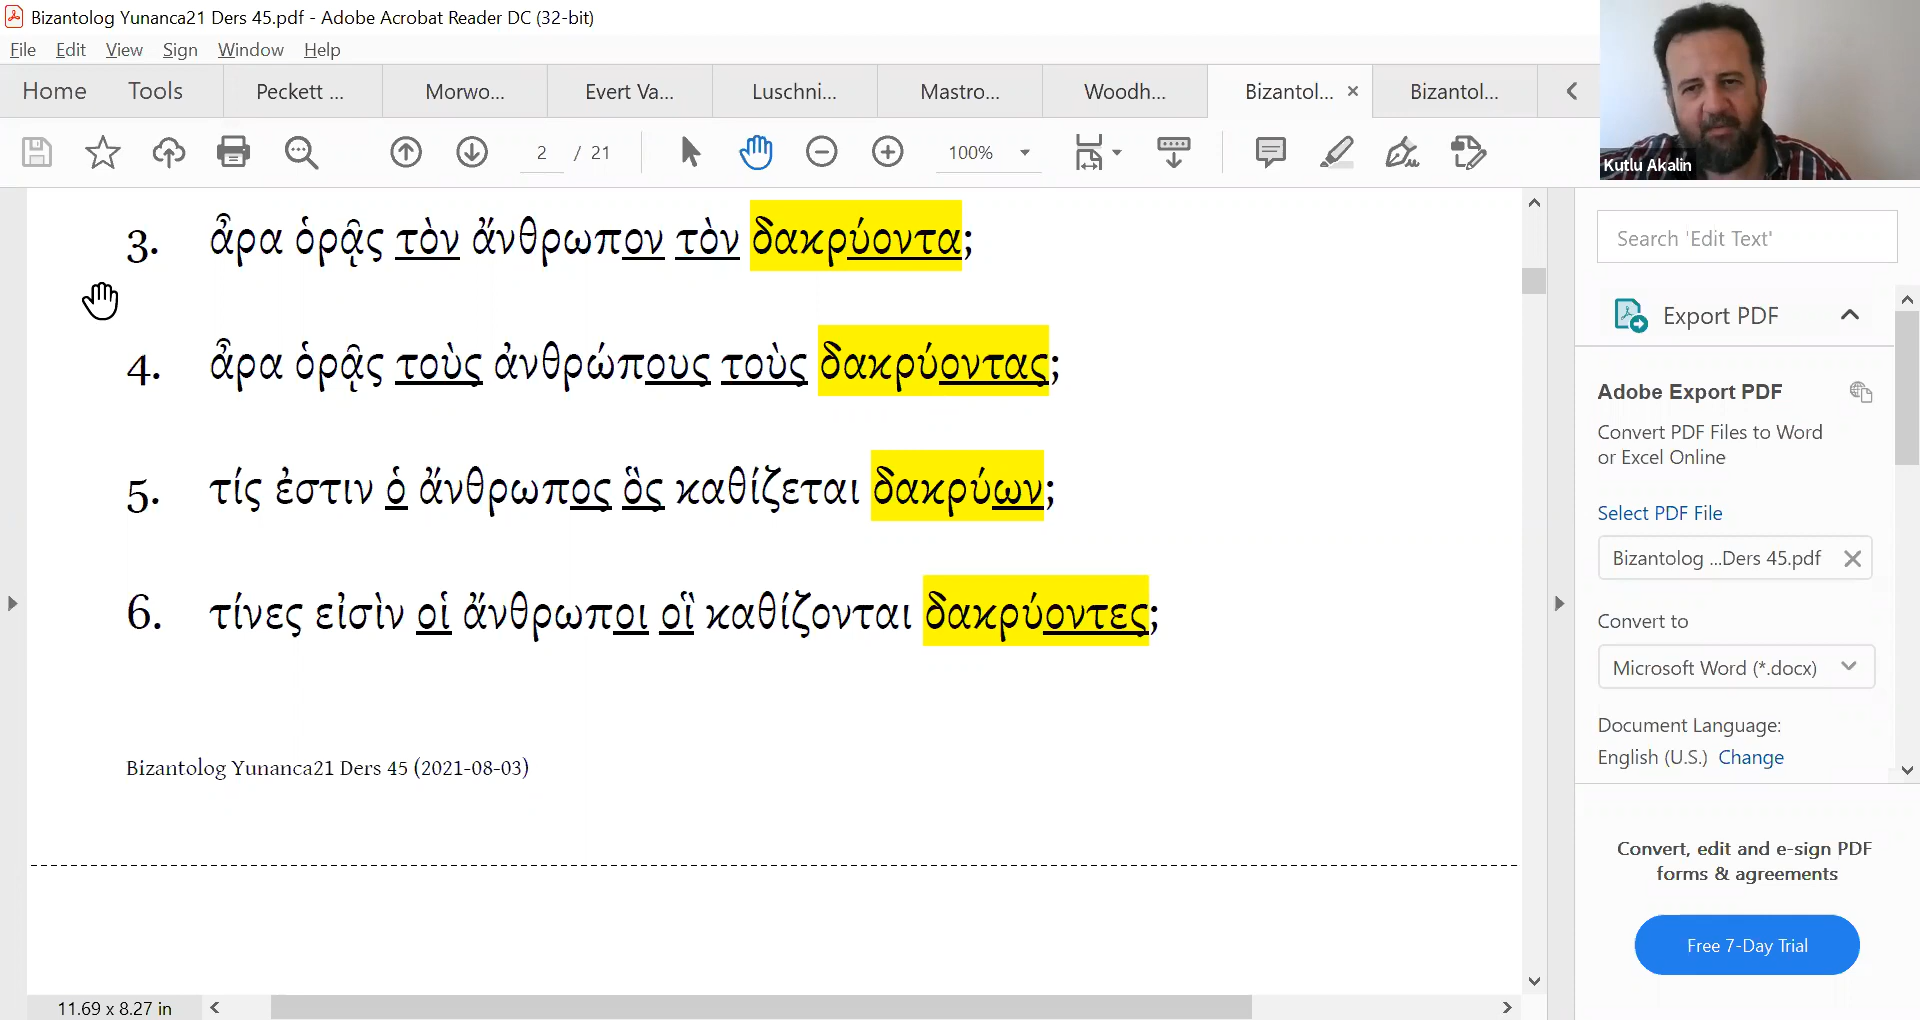 Bizantolog Yunanca21 Ders 45.pdf - Adobe Acrobat Reader DC (32-bit)
File Edit View Sign Window Help
Home Tools Peckett ... Morwo... Evert Va... Luschni... Mastro... Woodh... Bizantol... Bizantol...
2 / 21 100%
Kutlu Akalin
3. ἆρα ὁρᾷς τὸν ἄνθρωπον τὸν δακρύοντα;
4. ἆρα ὁρᾷς τοὺς ἀνθρώπους τοὺς δακρύοντας;
5. τίς ἐστιν ὁ ἄνθρωπος ὃς καθίζεται δακρύων;
6. τίνες εἰσὶν οἱ ἄνθρωποι οἳ καθίζονται δακρύοντες;
Bizantolog Yunanca21 Ders 45 (2021-08-03)
11.69 x 8.27 in
Search 'Edit Text'
Export PDF
Adobe Export PDF
Convert PDF Files to Word
or Excel Online
Select PDF File
Bizantolog ...Ders 45.pdf
Convert to
Microsoft Word (*.docx)
Document Language:
English (U.S.) Change
Convert, edit and e-sign PDF
forms & agreements
Free 7-Day Trial